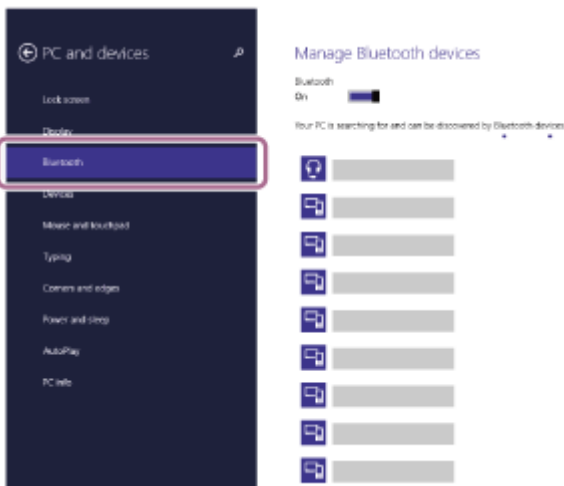 PC and devices
Lock screen
Display
Bluetooth
Devices
Mouse and touchpad
Typing
Corners and edges
Power and sleep
AutoPlay
PC info
Manage Bluetooth devices
Bluetooth
On
Your PC is searching for and can be discovered by Bluetooth devices